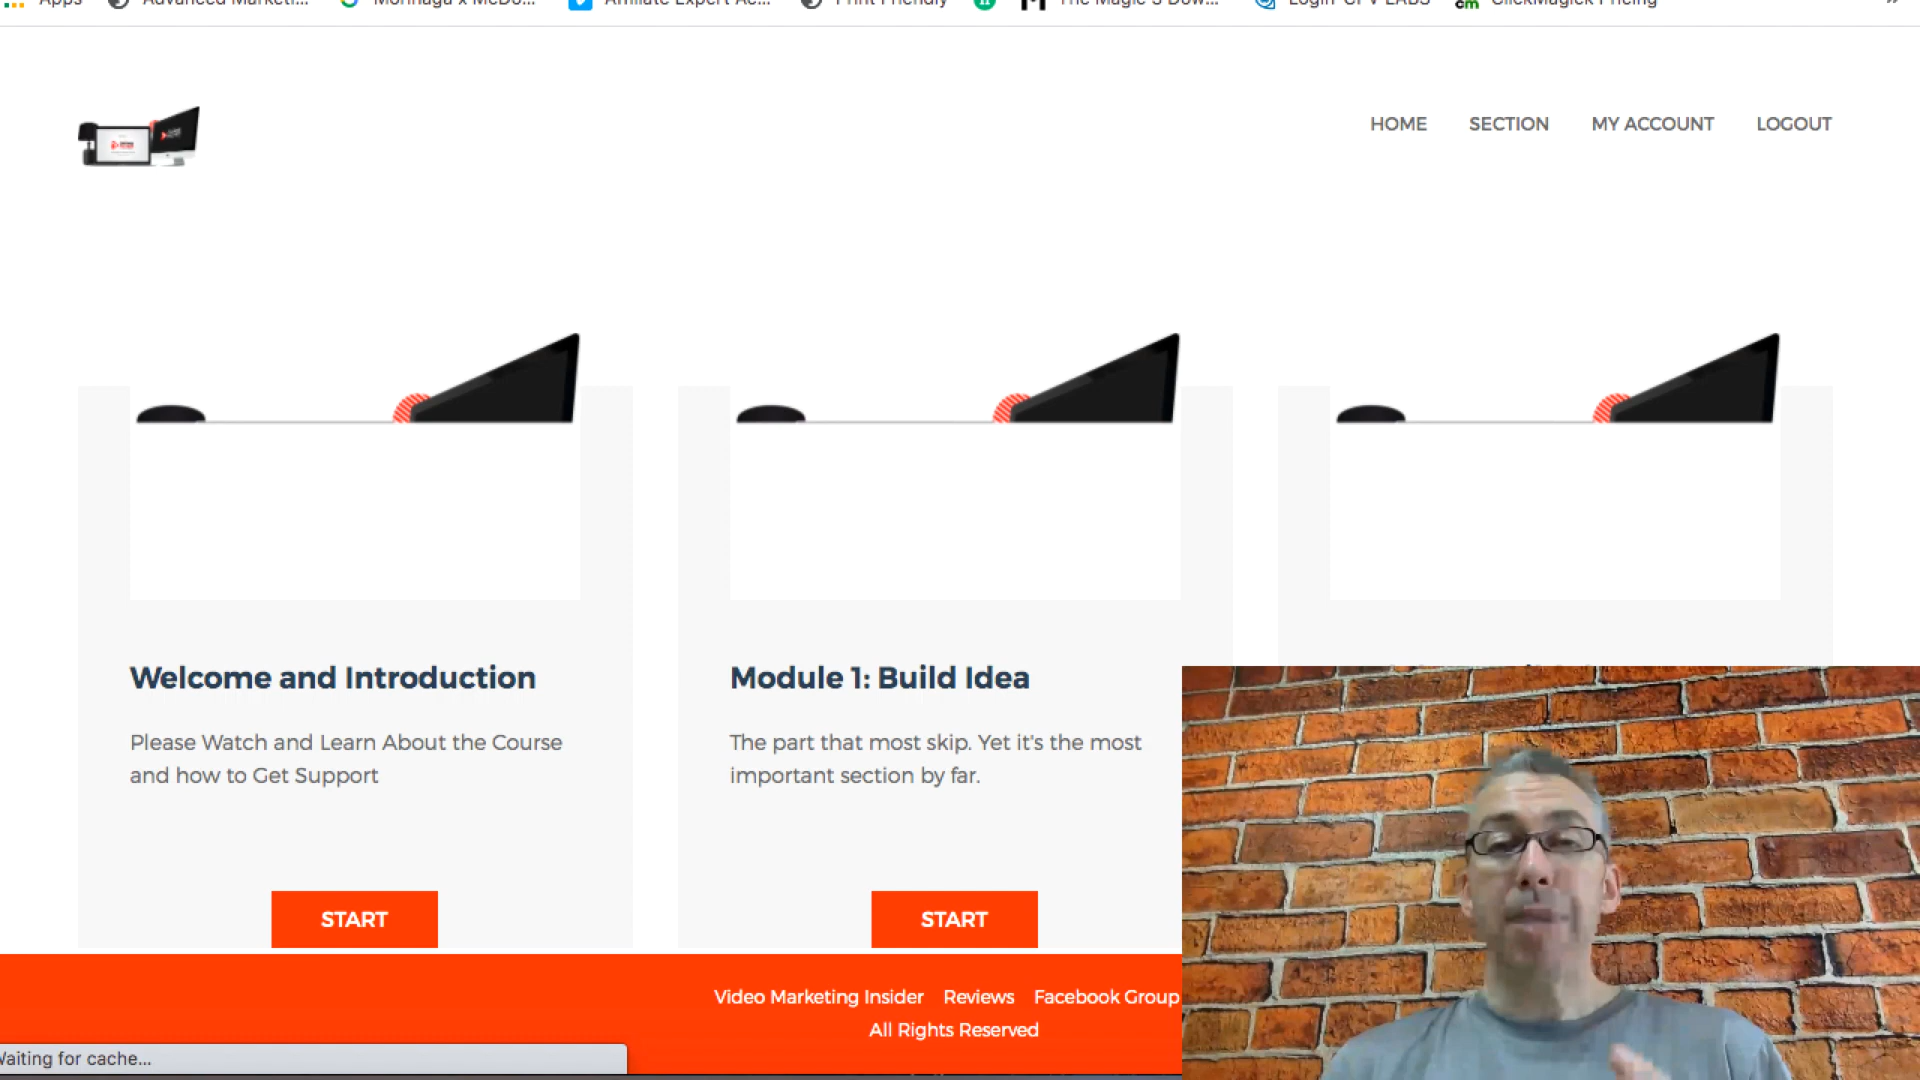 HOME SECTION MY ACCOUNT LOGOUT
Welcome and Introduction
Please Watch and Learn About the Course
and how to Get Support
START
Module 1: Build Idea
The part that most skip. Yet it's the most
important section by far.
START
Video Marketing Insider Reviews Facebook Group
All Rights Reserved
for cache...